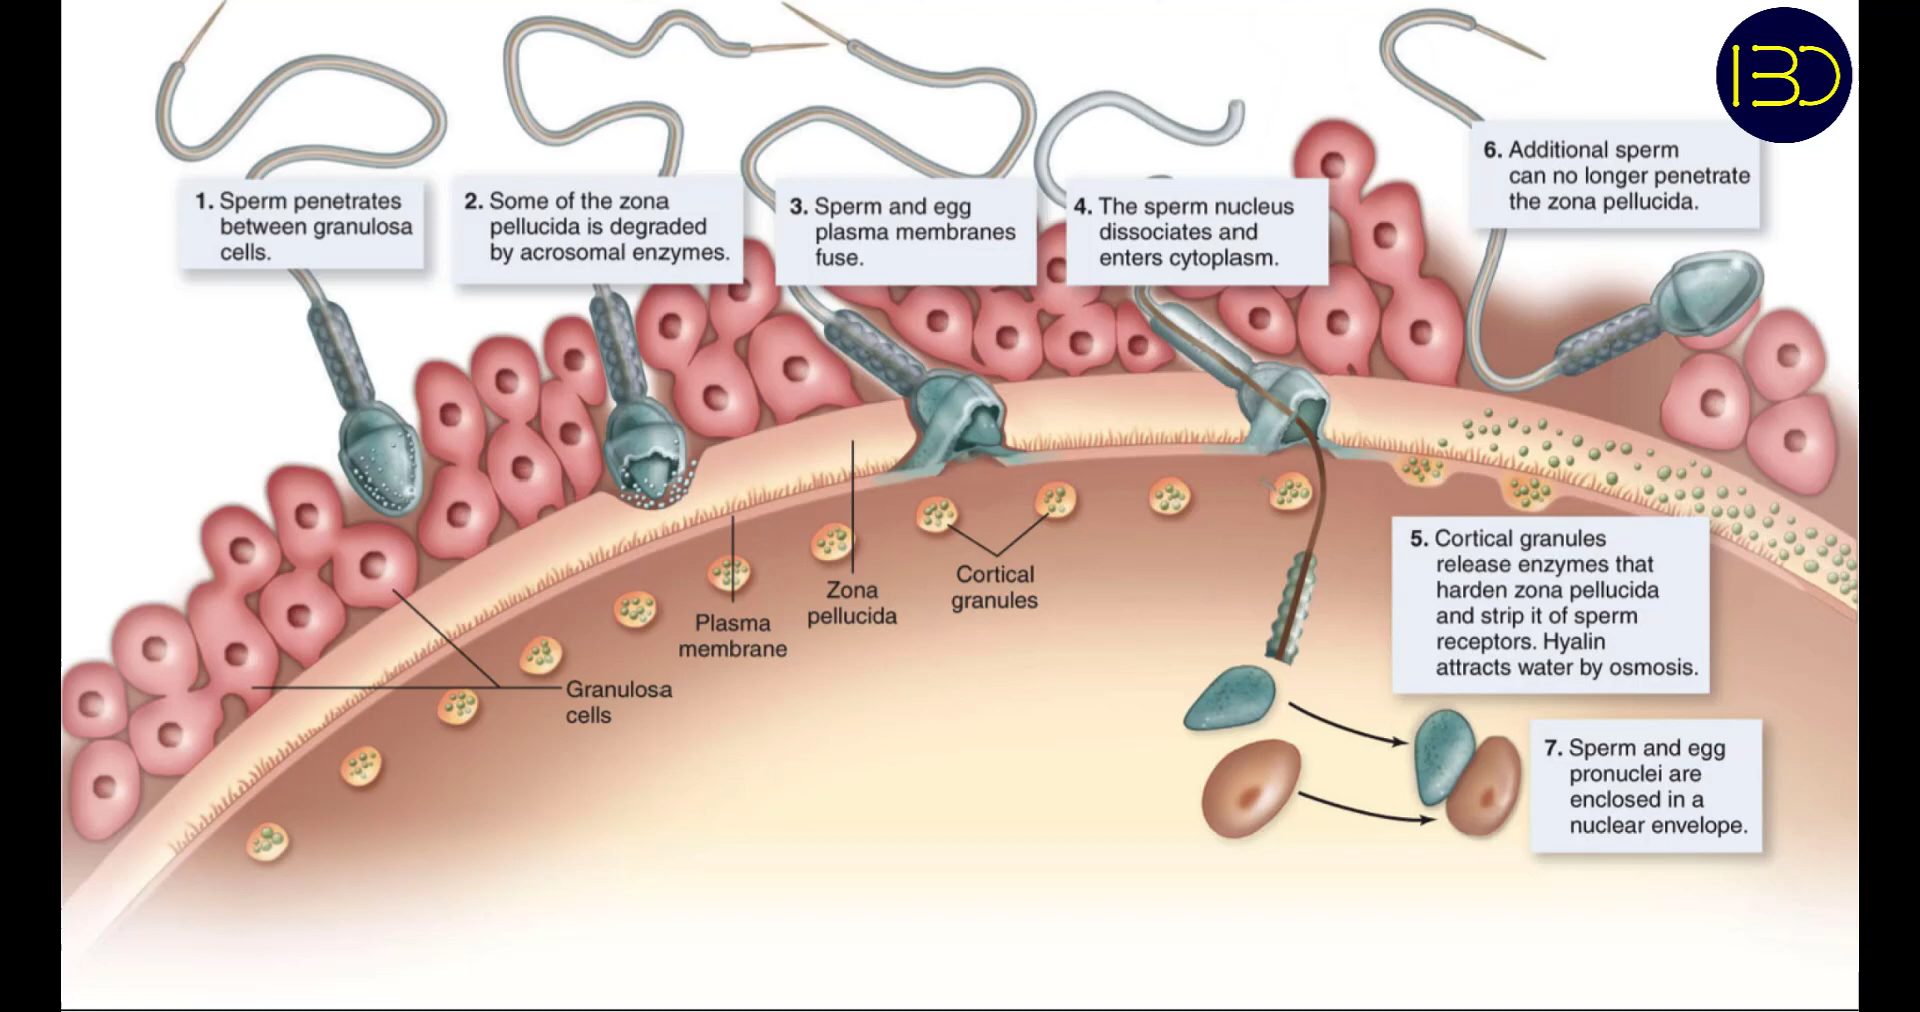 IBD
1. Sperm penetrates
between granulosa
cells.
2. Some of the zona
pellucida is degraded
by acrosomal enzymes.
3. Sperm and egg
plasma membranes
fuse.
4. The sperm nucleus
dissociates and
enters cytoplasm.
6. Additional sperm
can no longer penetrate
the zona pellucida.
5. Cortical granules
release enzymes that
harden zona pellucida
and strip it of sperm
receptors. Hyalin
attracts water by osmosis.
Cortical
granules
Zona
pellucida
Plasma
membrane
Granulosa
cells
7. Sperm and egg
pronuclei are
enclosed in a
nuclear envelope.